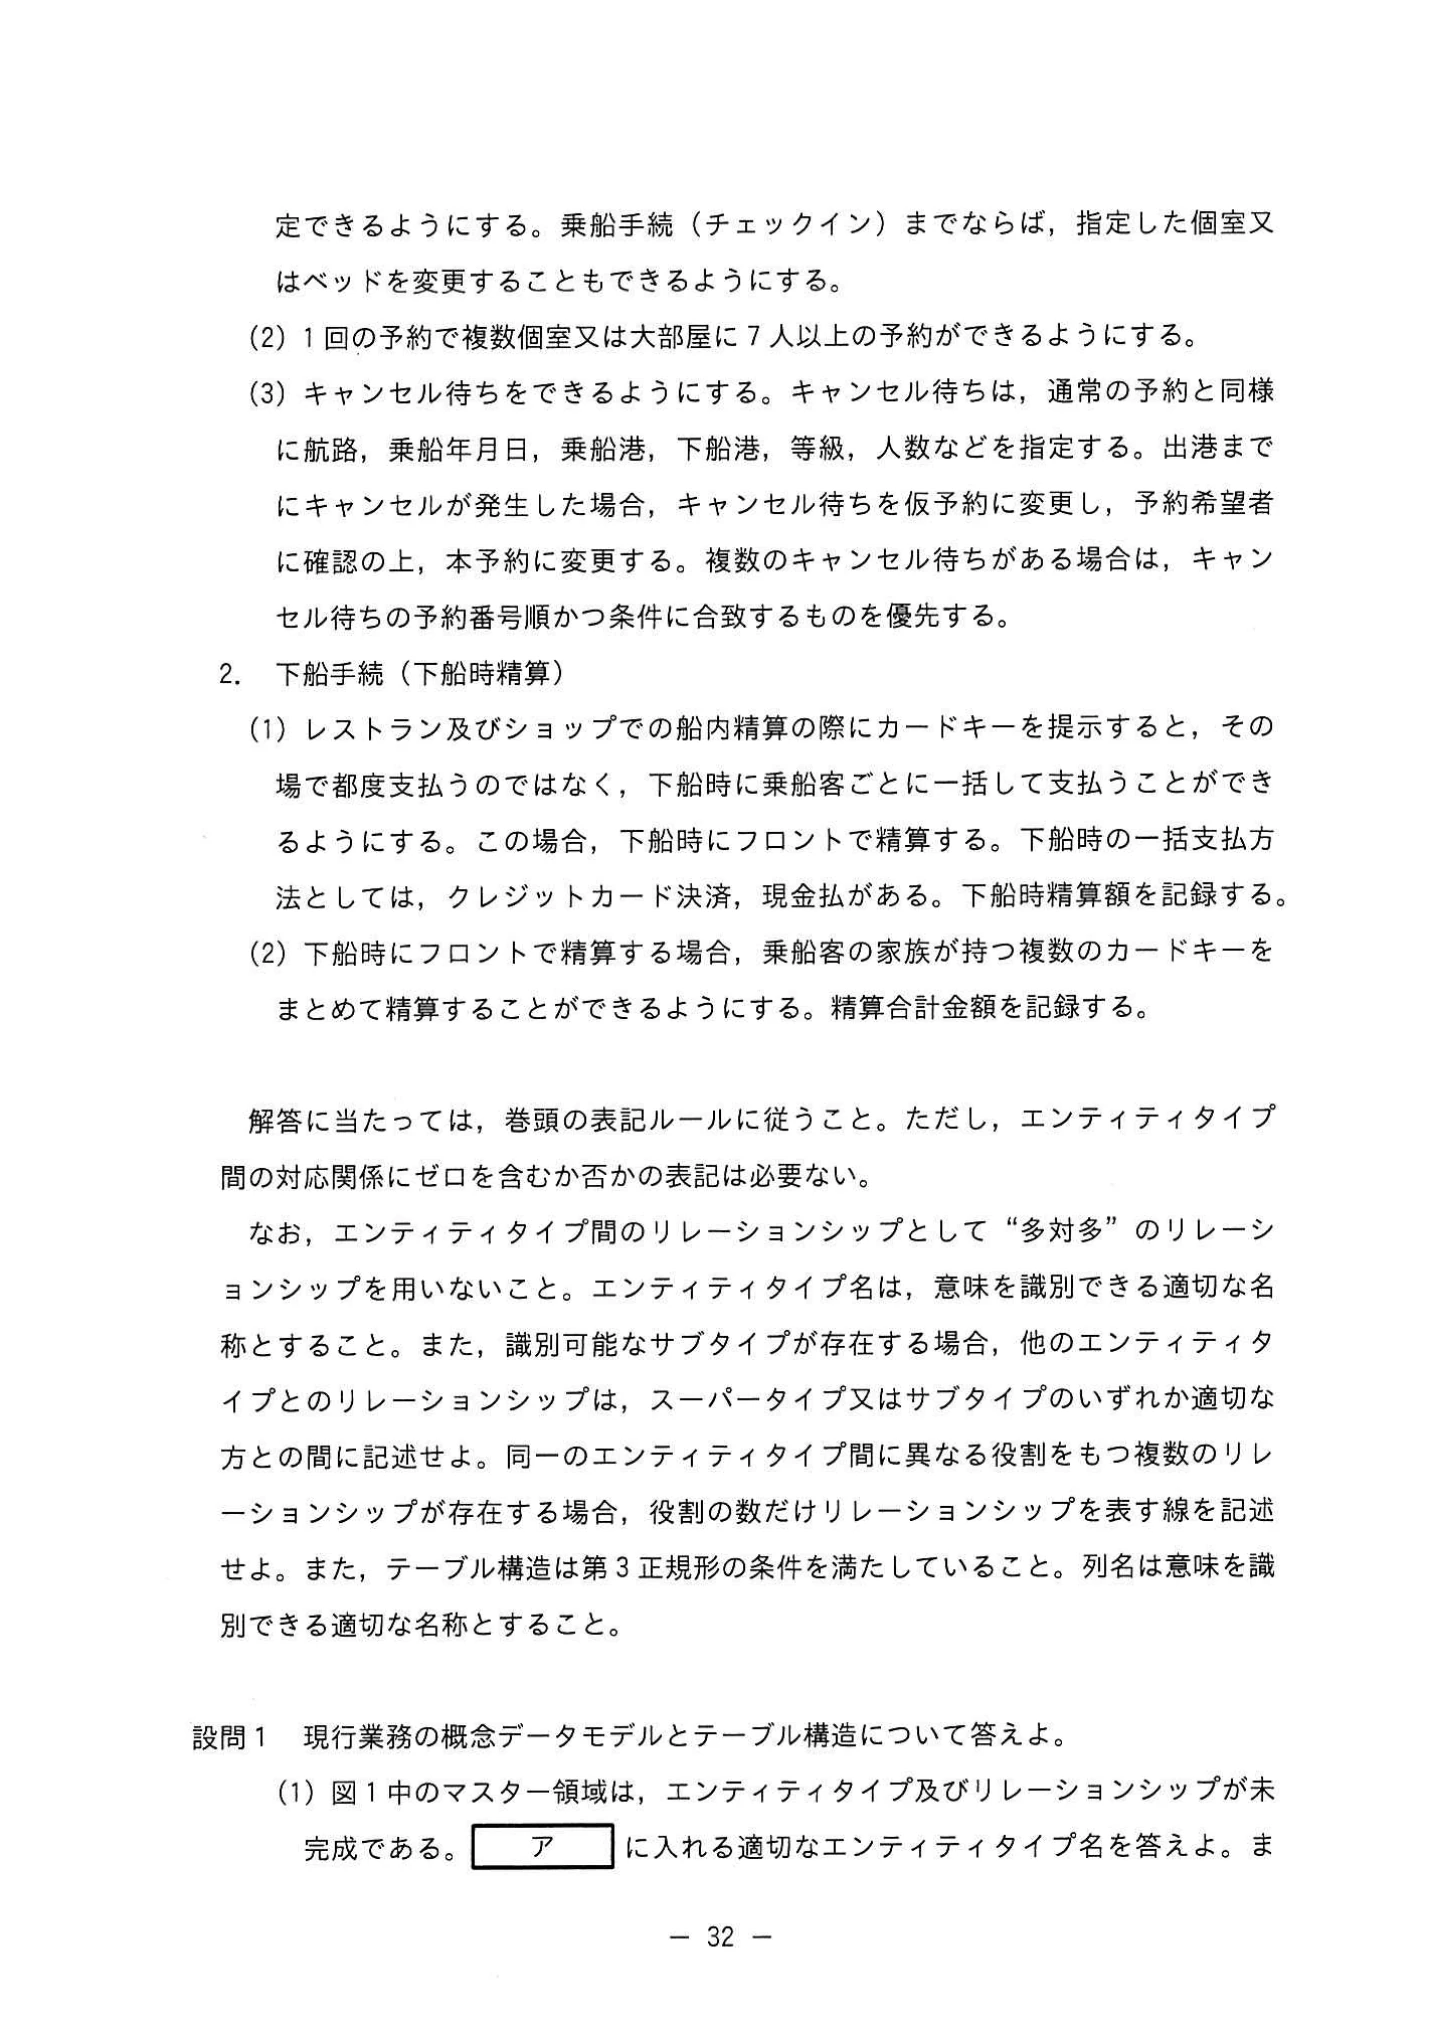 定できるようにする。乗船手続（チェックイン）までならば，指定した個室又
はベッドを変更することもできるようにする。
(2) 1回の予約で複数個室又は大部屋に7人以上の予約ができるようにする。
(3) キャンセル待ちをできるようにする。キャンセル待ちは，通常の予約と同様
に航路，乗船年月日，乗船港，下船港，等級，人数などを指定する。出港まで
にキャンセルが発生した場合，キャンセル待ちを仮予約に変更し，予約希望者
に確認の上，本予約に変更する。複数のキャンセル待ちがある場合は，キャン
セル待ちの予約番号順かつ条件に合致するものを優先する。
2. 下船手続（下船時精算）
(1) レストラン及びショップでの船内精算の際にカードキーを提示すると，その
場で都度支払うのではなく，下船時に乗船客ごとに一括して支払うことができ
るようにする。この場合，下船時にフロントで精算する。下船時の一括支払方
法としては，クレジットカード決済，現金払がある。下船時精算額を記録する。
(2) 下船時にフロントで精算する場合，乗船客の家族が持つ複数のカードキーを
まとめて精算することができるようにする。精算合計金額を記録する。
解答に当たっては，巻頭の表記ルールに従うこと。ただし，エンティティタイプ
間の対応関係にゼロを含むか否かの表記は必要ない。
なお，エンティティタイプ間のリレーションシップとして“多対多”のリレーシ
ョンシップを用いないこと。エンティティタイプ名は，意味を識別できる適切な名
称とすること。また，識別可能なサブタイプが存在する場合，他のエンティティタ
イプとのリレーションシップは，スーパータイプ又はサブタイプのいずれか適切な
方との間に記述せよ。同一のエンティティタイプ間に異なる役割をもつ複数のリレ
ーションシップが存在する場合，役割の数だけリレーションシップを表す線を記述
せよ。また，テーブル構造は第3正規形の条件を満たしていること。列名は意味を識
別できる適切な名称とすること。
設問1 現行業務の概念データモデルとテーブル構造について答えよ。
(1) 図1中のマスター領域は，エンティティタイプ及びリレーションシップが未
完成である。 ア に入れる適切なエンティティタイプ名を答えよ。ま
― 32 ―